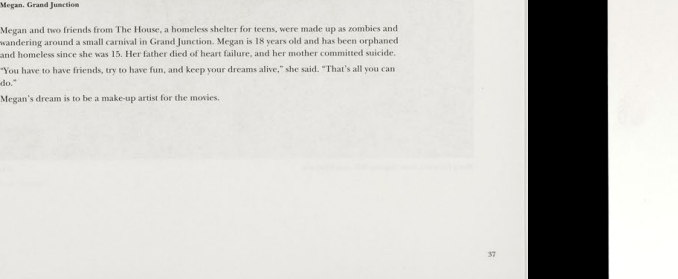 Megan. Grand Junction
Megan and two friends from The House, a homeless shelter for teens, were made up as zombies and
wandering around a small carnival in Grand Junction. Megan is 18 years old and has been orphaned
and homeless since she was 15. Her father died of heart failure, and her mother committed suicide.
"You have to have friends, try to have fun, and keep your dreams alive," she said. "That's all you can
do."
Megan's dream is to be a make-up artist for the movies.
37